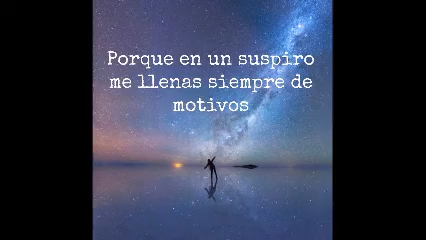 Porque en un suspiro
me llenas siempre de
motivos